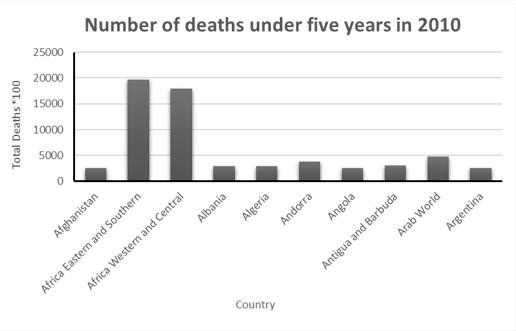 Number of deaths under five years in 2010
Total Deaths *100
25000
20000
15000
10000
5000
0
Afghanistan
Africa Eastern and Southern
Africa Western and Central
Albania
Algeria
Andorra
Angola
Antigua and Barbuda
Arab World
Argentina
Country